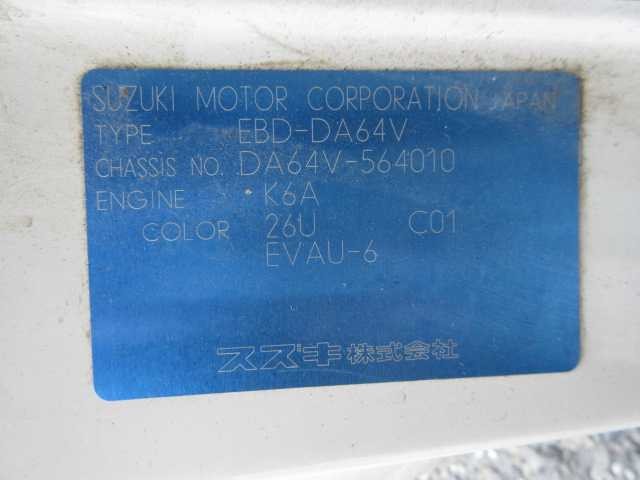 SUZUKI MOTOR CORPORATION JAPAN
TYPE EBD-DA64V
CHASSIS NO. DA64V-564010
ENGINE K6A
COLOR 26U C01
EVAU-6
スズキ株式会社